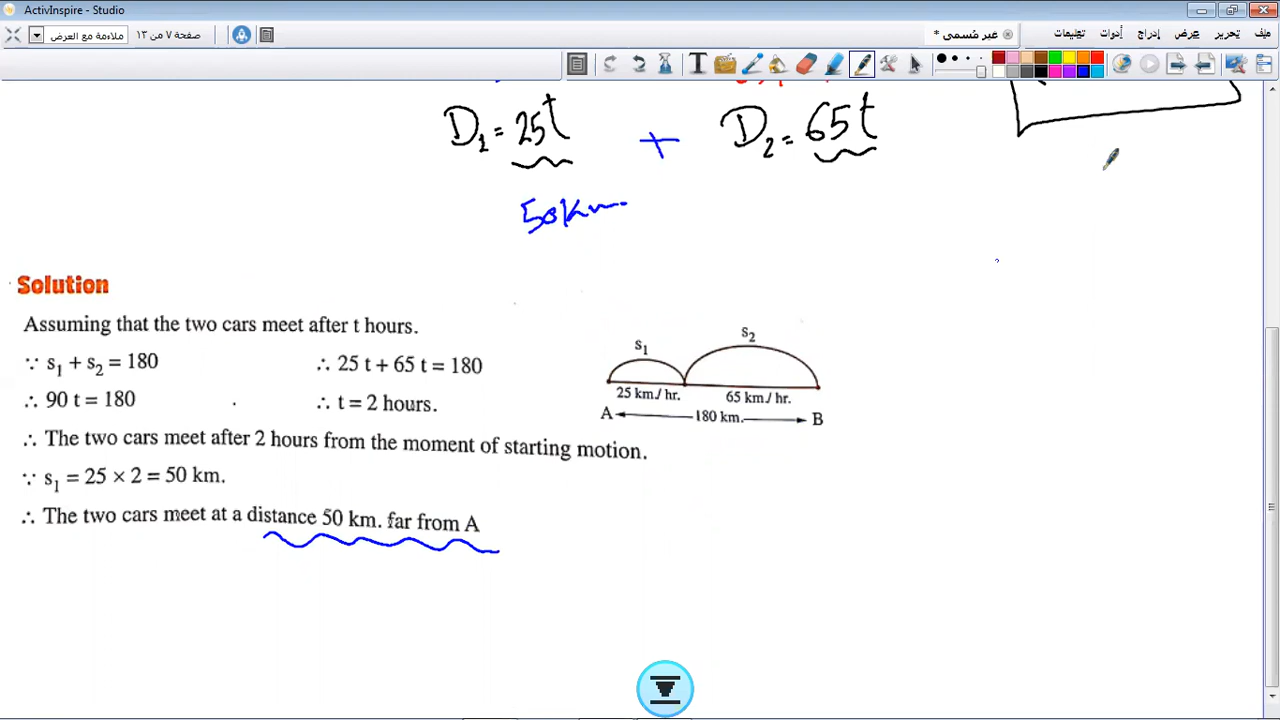 ActivInspire - Studio
ملف تحرير عرض إدراج أدوات تعليمات
غير مُسمى *
صفحة ٧ من ١٣
ملاءمة مع العرض
D₁ = 25t + D₂ = 65t
50Km.
Solution
Assuming that the two cars meet after t hours.
∵ s₁ + s₂ = 180 ∴ 25 t + 65 t = 180
∴ 90 t = 180 ∴ t = 2 hours.
∴ The two cars meet after 2 hours from the moment of starting motion.
∵ s₁ = 25 × 2 = 50 km.
∴ The two cars meet at a distance 50 km. far from A
s₁ s₂
25 km./ hr. 65 km./ hr.
A 180 km. B